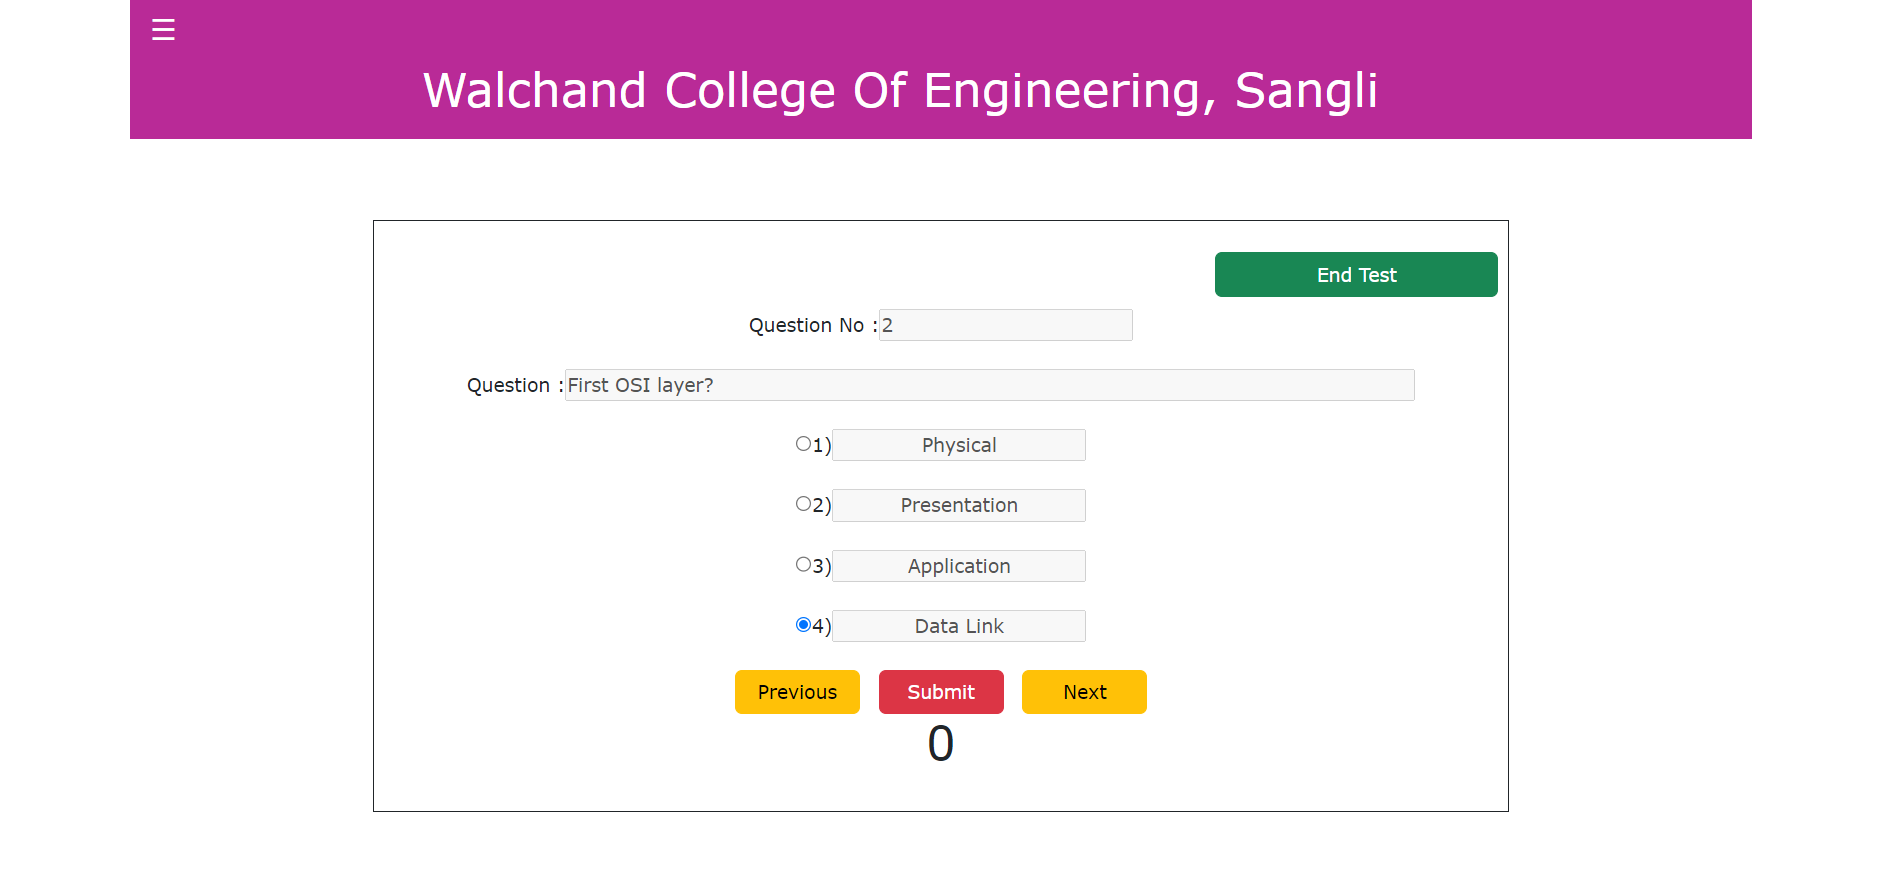 ☰
Walchand College Of Engineering, Sangli
End Test
Question No :2
Question :First OSI layer?
1) Physical
2) Presentation
3) Application
4) Data Link
Previous Submit Next
0